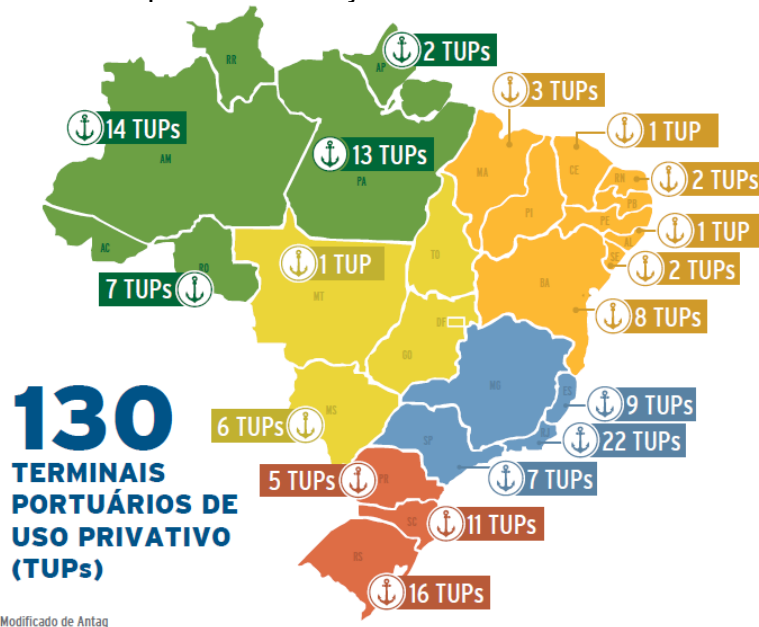 2 TUPs
RR
AP
3 TUPs
14 TUPs
1 TUP
AM
13 TUPs
PA
MA
CE
RN
2 TUPs
PB
PI
PE
AL
1 TUP
AC
RO
TO
SE
2 TUPs
1 TUP
7 TUPs
MT
BA
8 TUPs
DF
GO
MG
ES
9 TUPs
130
MS
6 TUPs
SP
RJ
22 TUPs
TERMINAIS
PORTUÁRIOS DE
USO PRIVATIVO
(TUPs)
5 TUPs
PR
7 TUPs
SC
11 TUPs
RS
16 TUPs
Modificado de Antaq